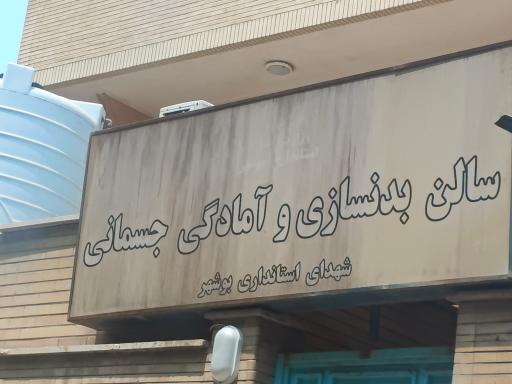 سالن بدنسازی و آمادگی جسمانی
شهدای استانداری بوشهر